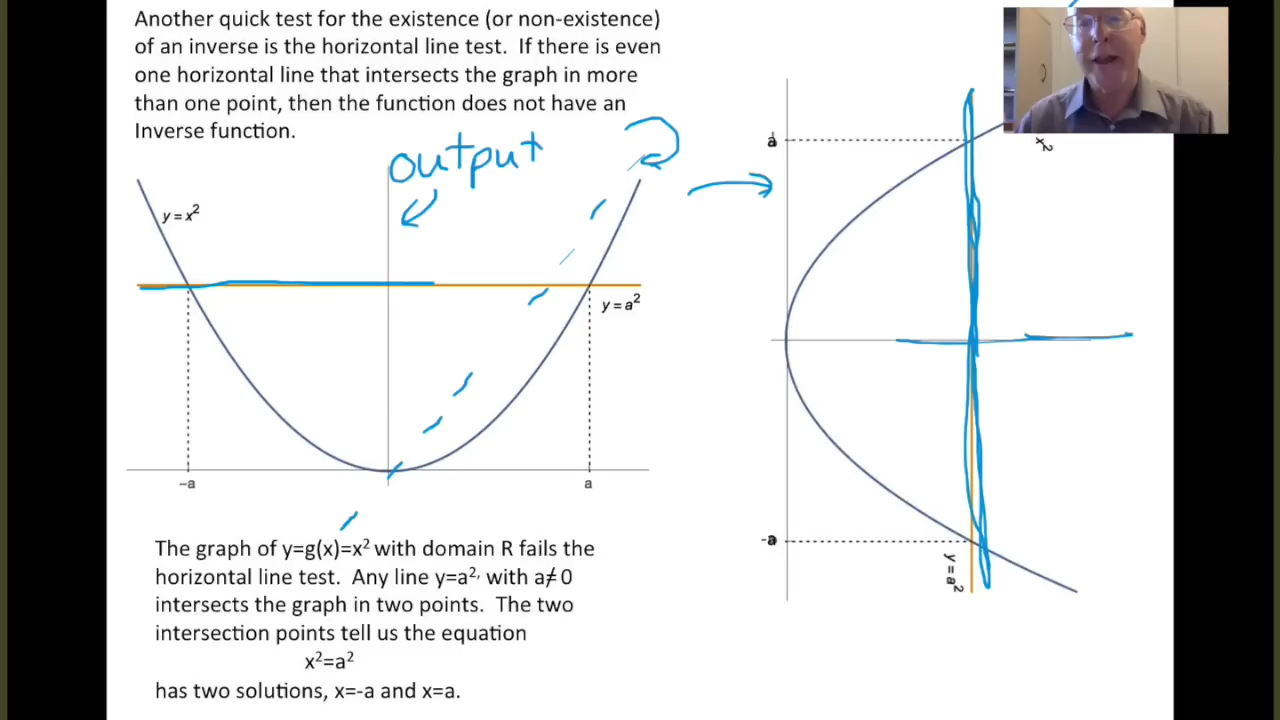 Another quick test for the existence (or non-existence)
of an inverse is the horizontal line test.  If there is even
one horizontal line that intersects the graph in more
than one point, then the function does not have an
Inverse function.
output
y = x²
y = a²
-a
a
The graph of y=g(x)=x² with domain R fails the
horizontal line test.  Any line y=a², with a≠0
intersects the graph in two points.  The two
intersection points tell us the equation
x²=a²
has two solutions, x=-a and x=a.
a
x²
-a
y = a²